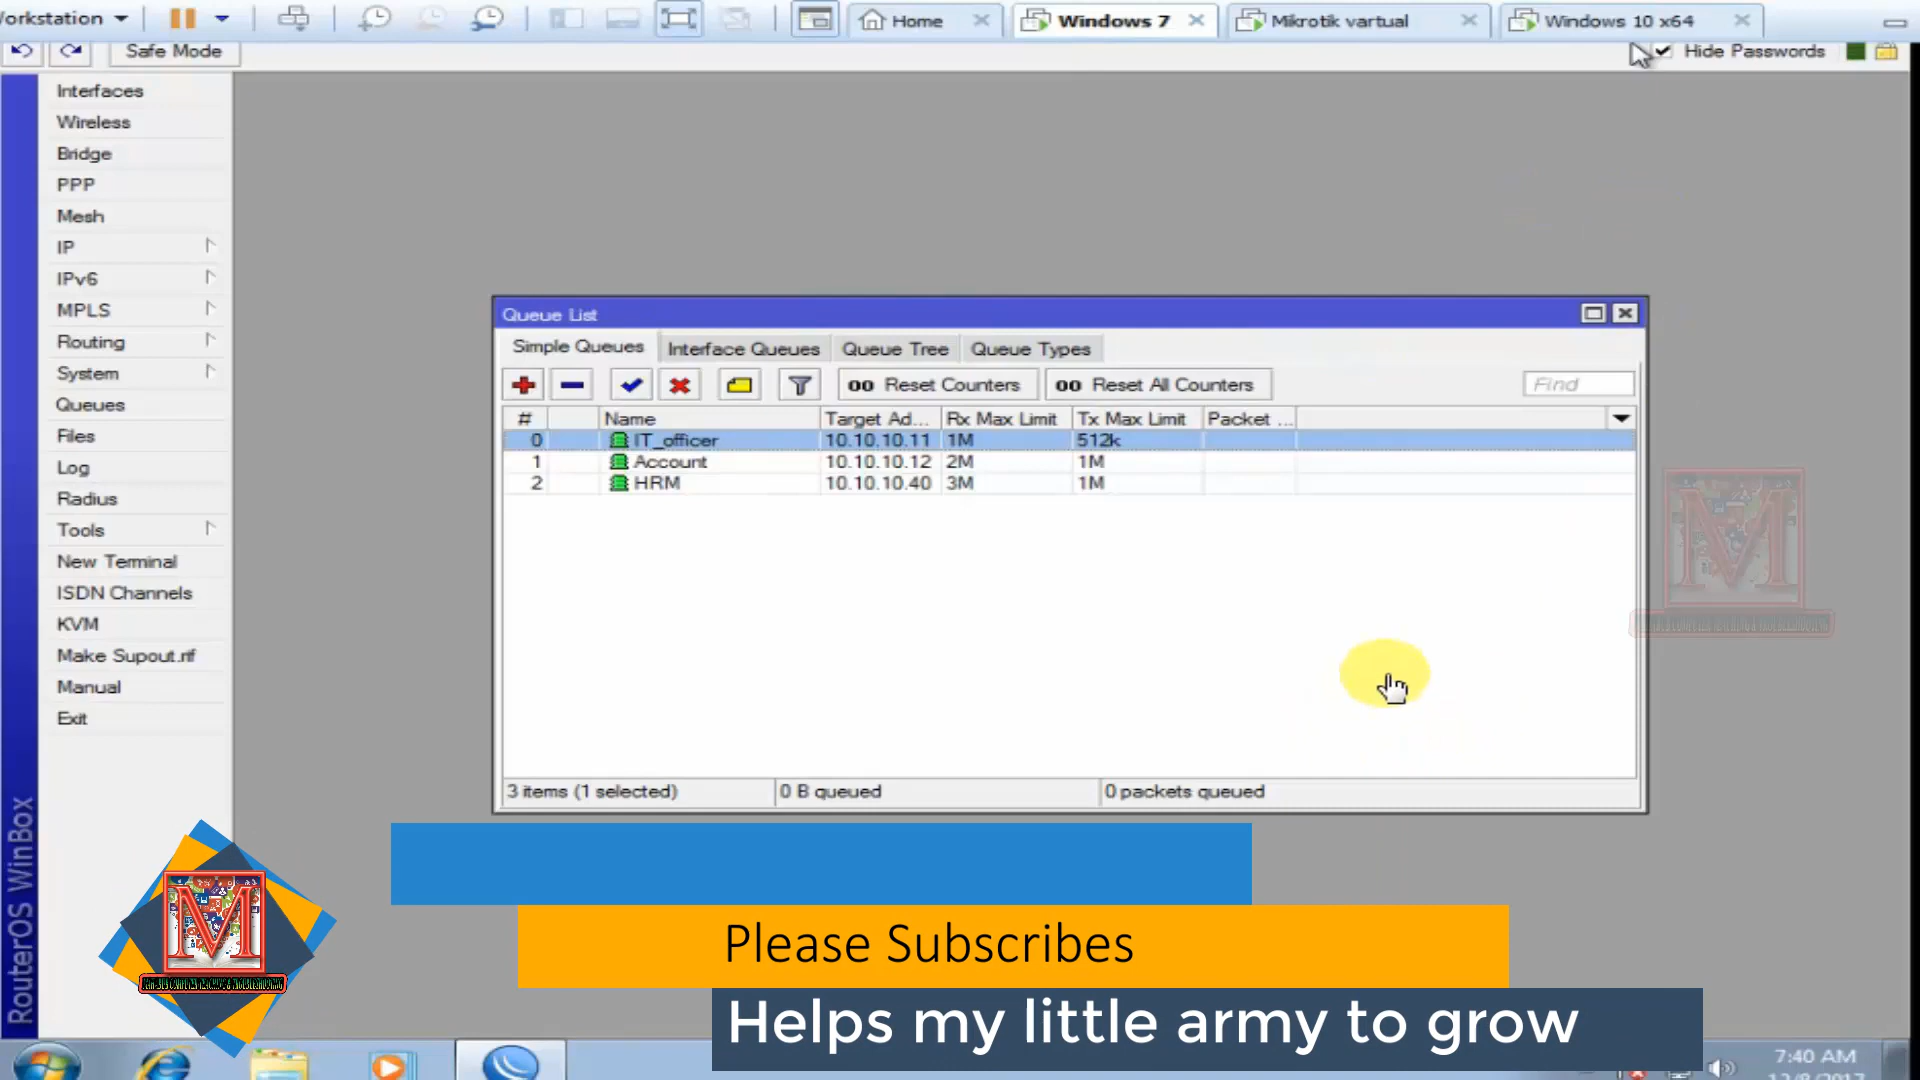 orkstation
Home
Windows 7
Mikrotik vartual
Windows 10 x64
Safe Mode
Hide Passwords
Interfaces
Wireless
Bridge
PPP
Mesh
IP
IPv6
MPLS
Routing
System
Queues
Files
Log
Radius
Tools
New Terminal
ISDN Channels
KVM
Make Supout.rif
Manual
Exit
RouterOS WinBox
Queue List
Simple Queues Interface Queues Queue Tree Queue Types
00 Reset Counters 00 Reset All Counters Find
# Name Target Ad... Rx Max Limit Tx Max Limit Packet ...
0 IT_officer 10.10.10.11 1M 512k
1 Account 10.10.10.12 2M 1M
2 HRM 10.10.10.40 3M 1M
3 items (1 selected) 0 B queued 0 packets queued
M
M
Please Subscribes
Helps my little army to grow
7:40 AM
12/8/2017